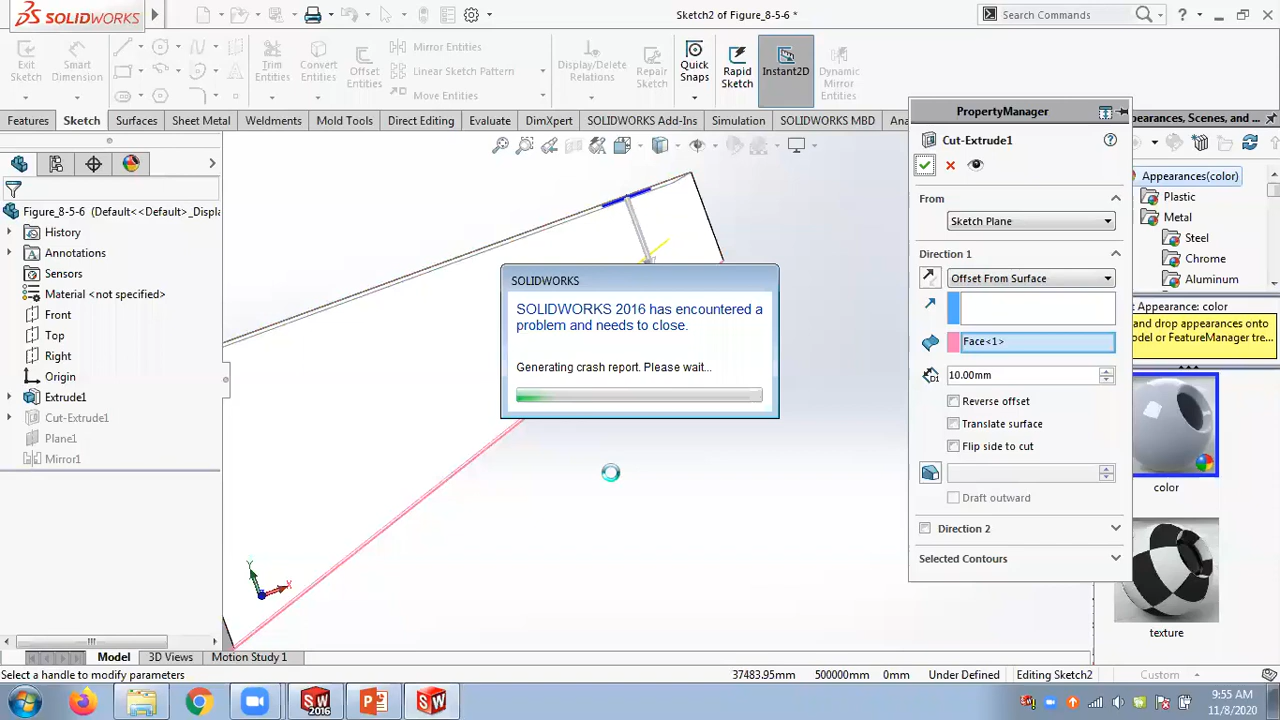 SOLIDWORKS
Sketch2 of Figure_8-5-6 *
Search Commands
Exit Sketch
Smart Dimension
Trim Entities
Convert Entities
Offset Entities
Mirror Entities
Linear Sketch Pattern
Move Entities
Display/Delete Relations
Repair Sketch
Quick Snaps
Rapid Sketch
Instant2D
Dynamic Mirror Entities
Features
Sketch
Surfaces
Sheet Metal
Weldments
Mold Tools
Direct Editing
Evaluate
DimXpert
SOLIDWORKS Add-Ins
Simulation
SOLIDWORKS MBD
PropertyManager
Cut-Extrude1
From
Sketch Plane
Direction 1
Offset From Surface
Face<1>
10.00mm
Reverse offset
Translate surface
Flip side to cut
Draft outward
Direction 2
Selected Contours
Figure_8-5-6 (Default<<Default>_Displa
History
Annotations
Sensors
Material <not specified>
Front
Top
Right
Origin
Extrude1
Cut-Extrude1
Plane1
Mirror1
SOLIDWORKS
SOLIDWORKS 2016 has encountered a
problem and needs to close.
Generating crash report. Please wait...
Y
X
pearances, Scenes, and ...
Appearances(color)
Plastic
Metal
Steel
Chrome
Aluminum
Appearance: color
and drop appearances onto
odel or FeatureManager tre...
color
texture
Model
3D Views
Motion Study 1
Select a handle to modify parameters
37483.95mm
500000mm
0mm
Under Defined
Editing Sketch2
Custom
SW
2016
9:55 AM
11/8/2020